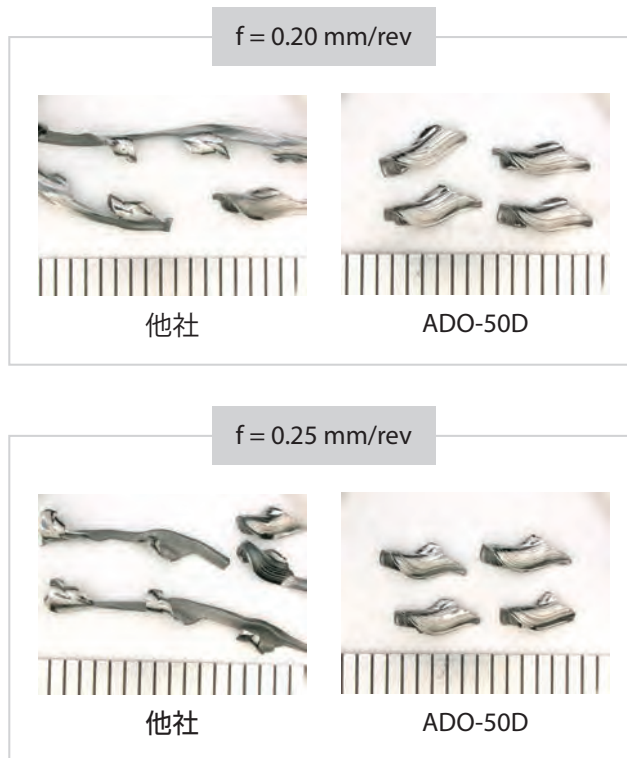 f = 0.20 mm/rev
他社
ADO-50D
f = 0.25 mm/rev
他社
ADO-50D